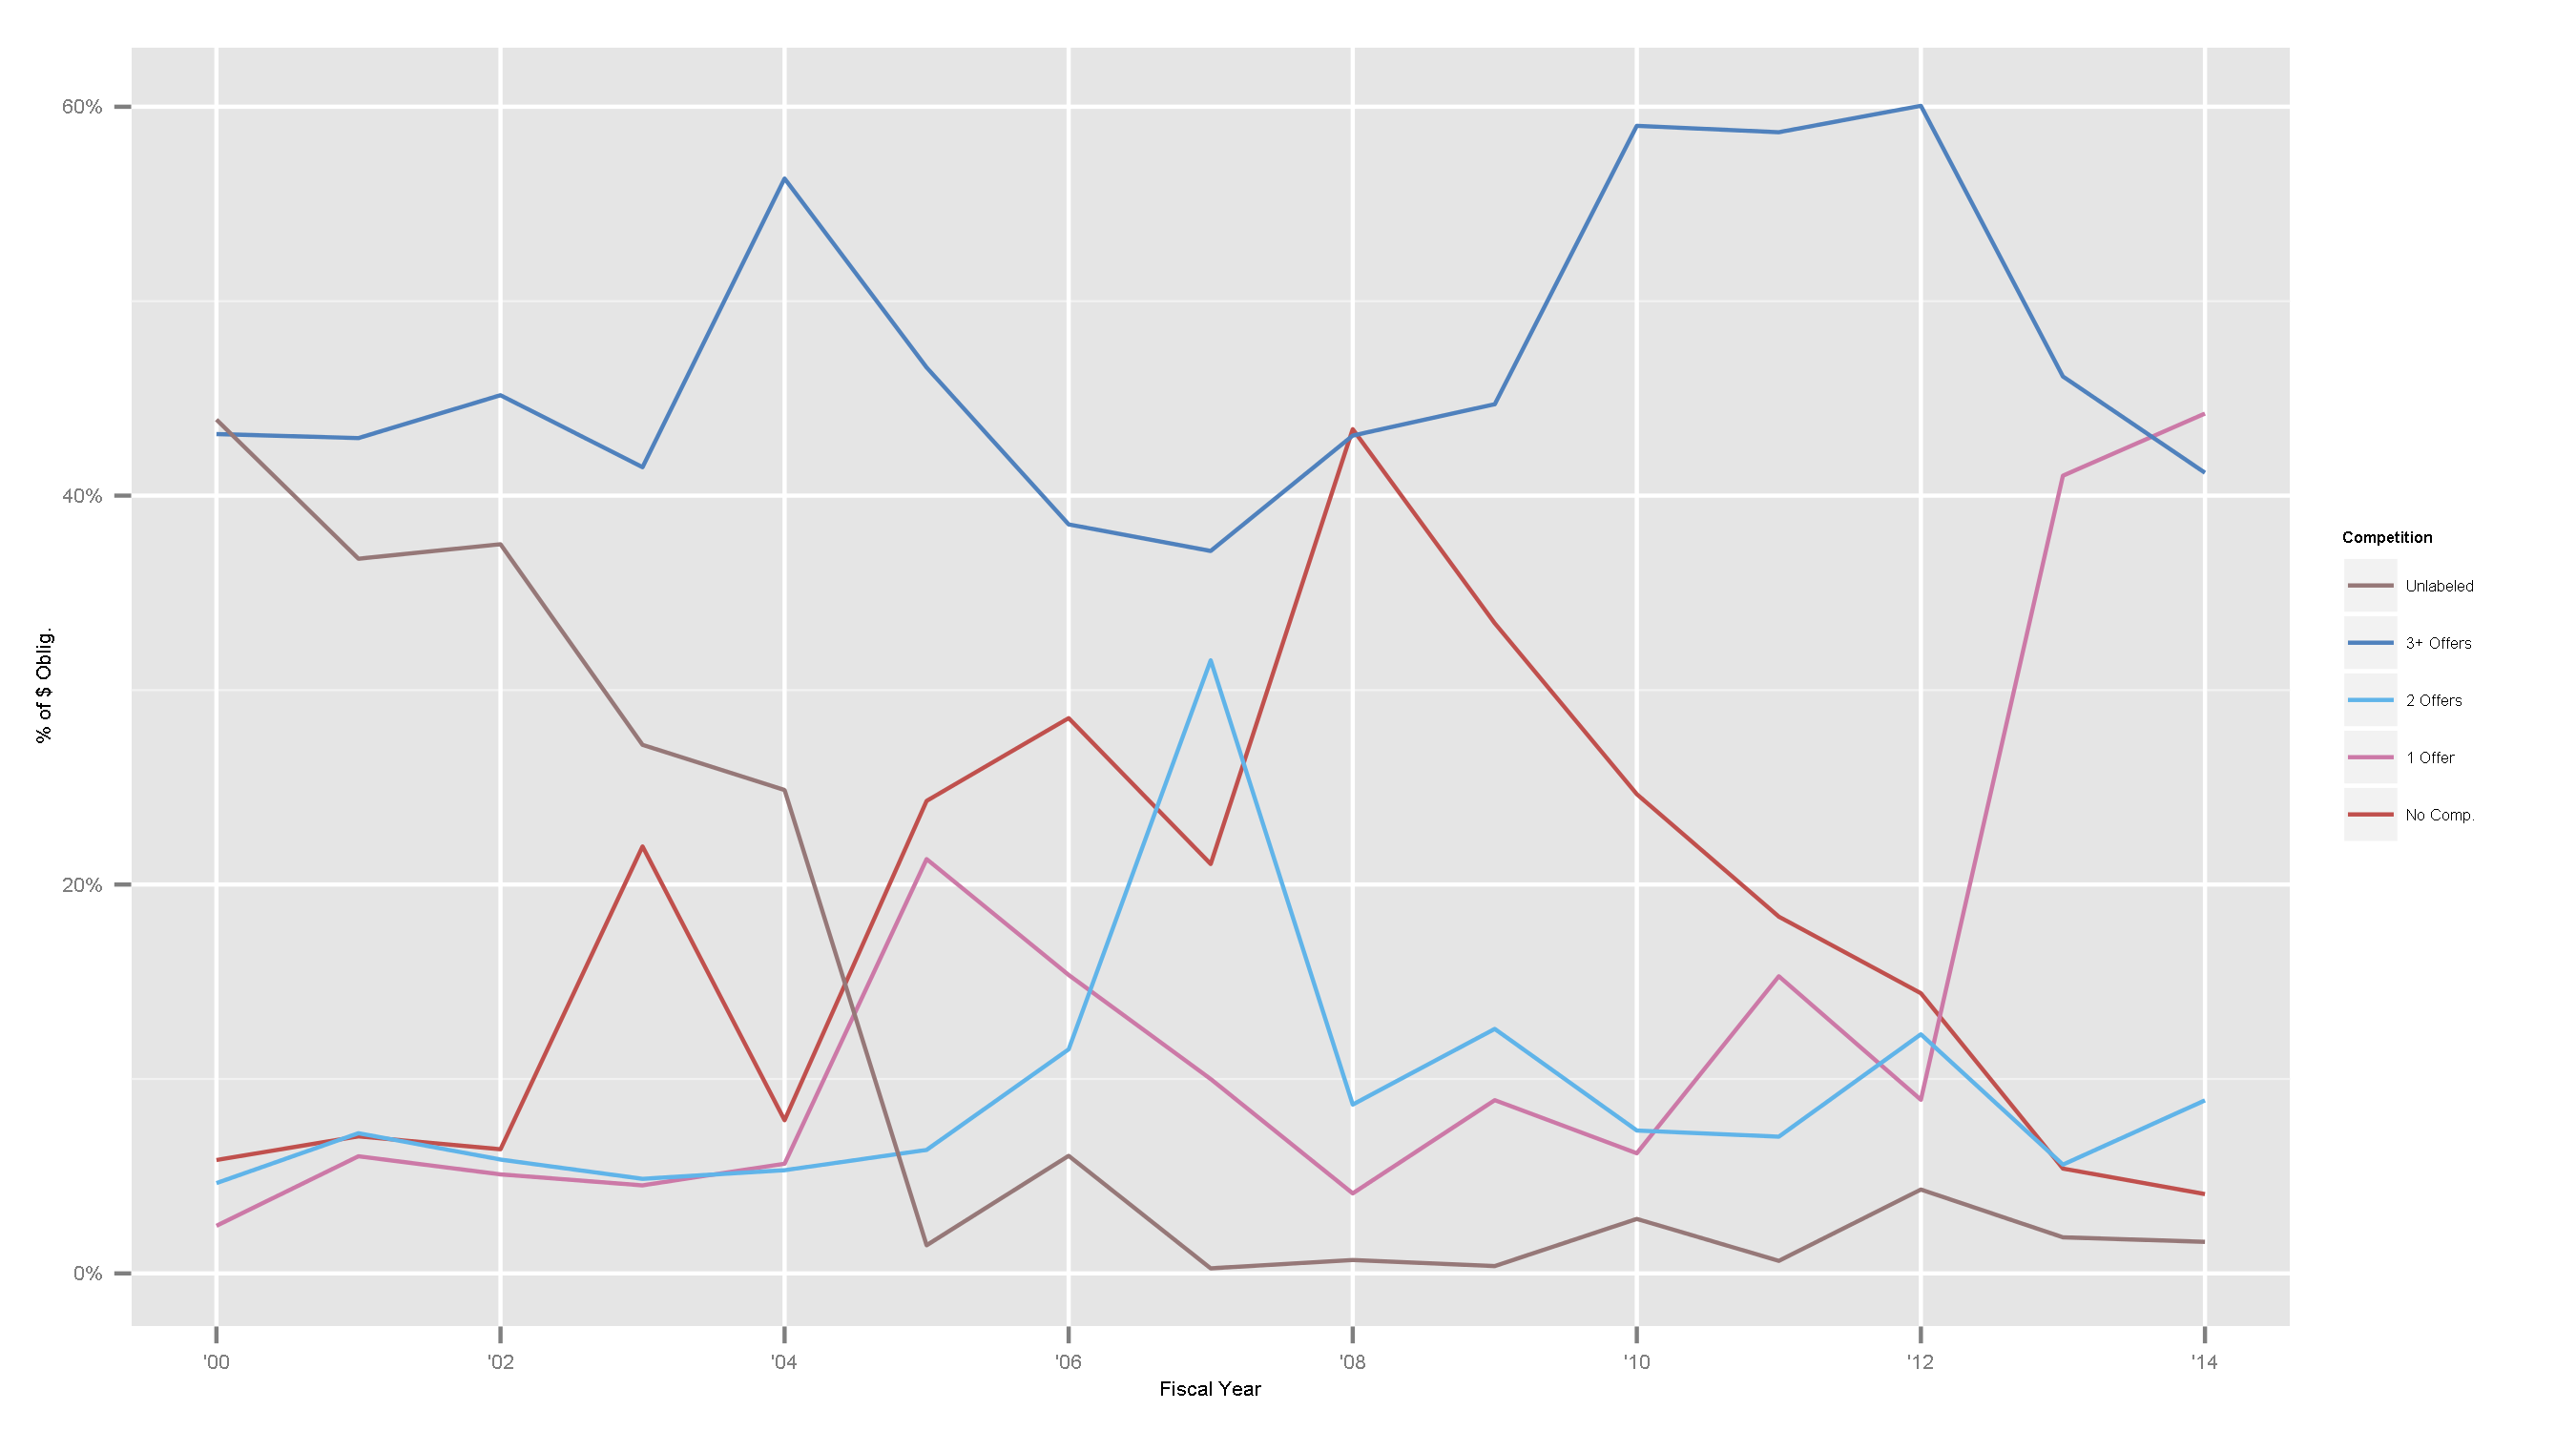 60%
40%
20%
0%
% of $ Oblig.
'00 '02 '04 '06 '08 '10 '12 '14
Fiscal Year
Competition
Unlabeled
3+ Offers
2 Offers
1 Offer
No Comp.